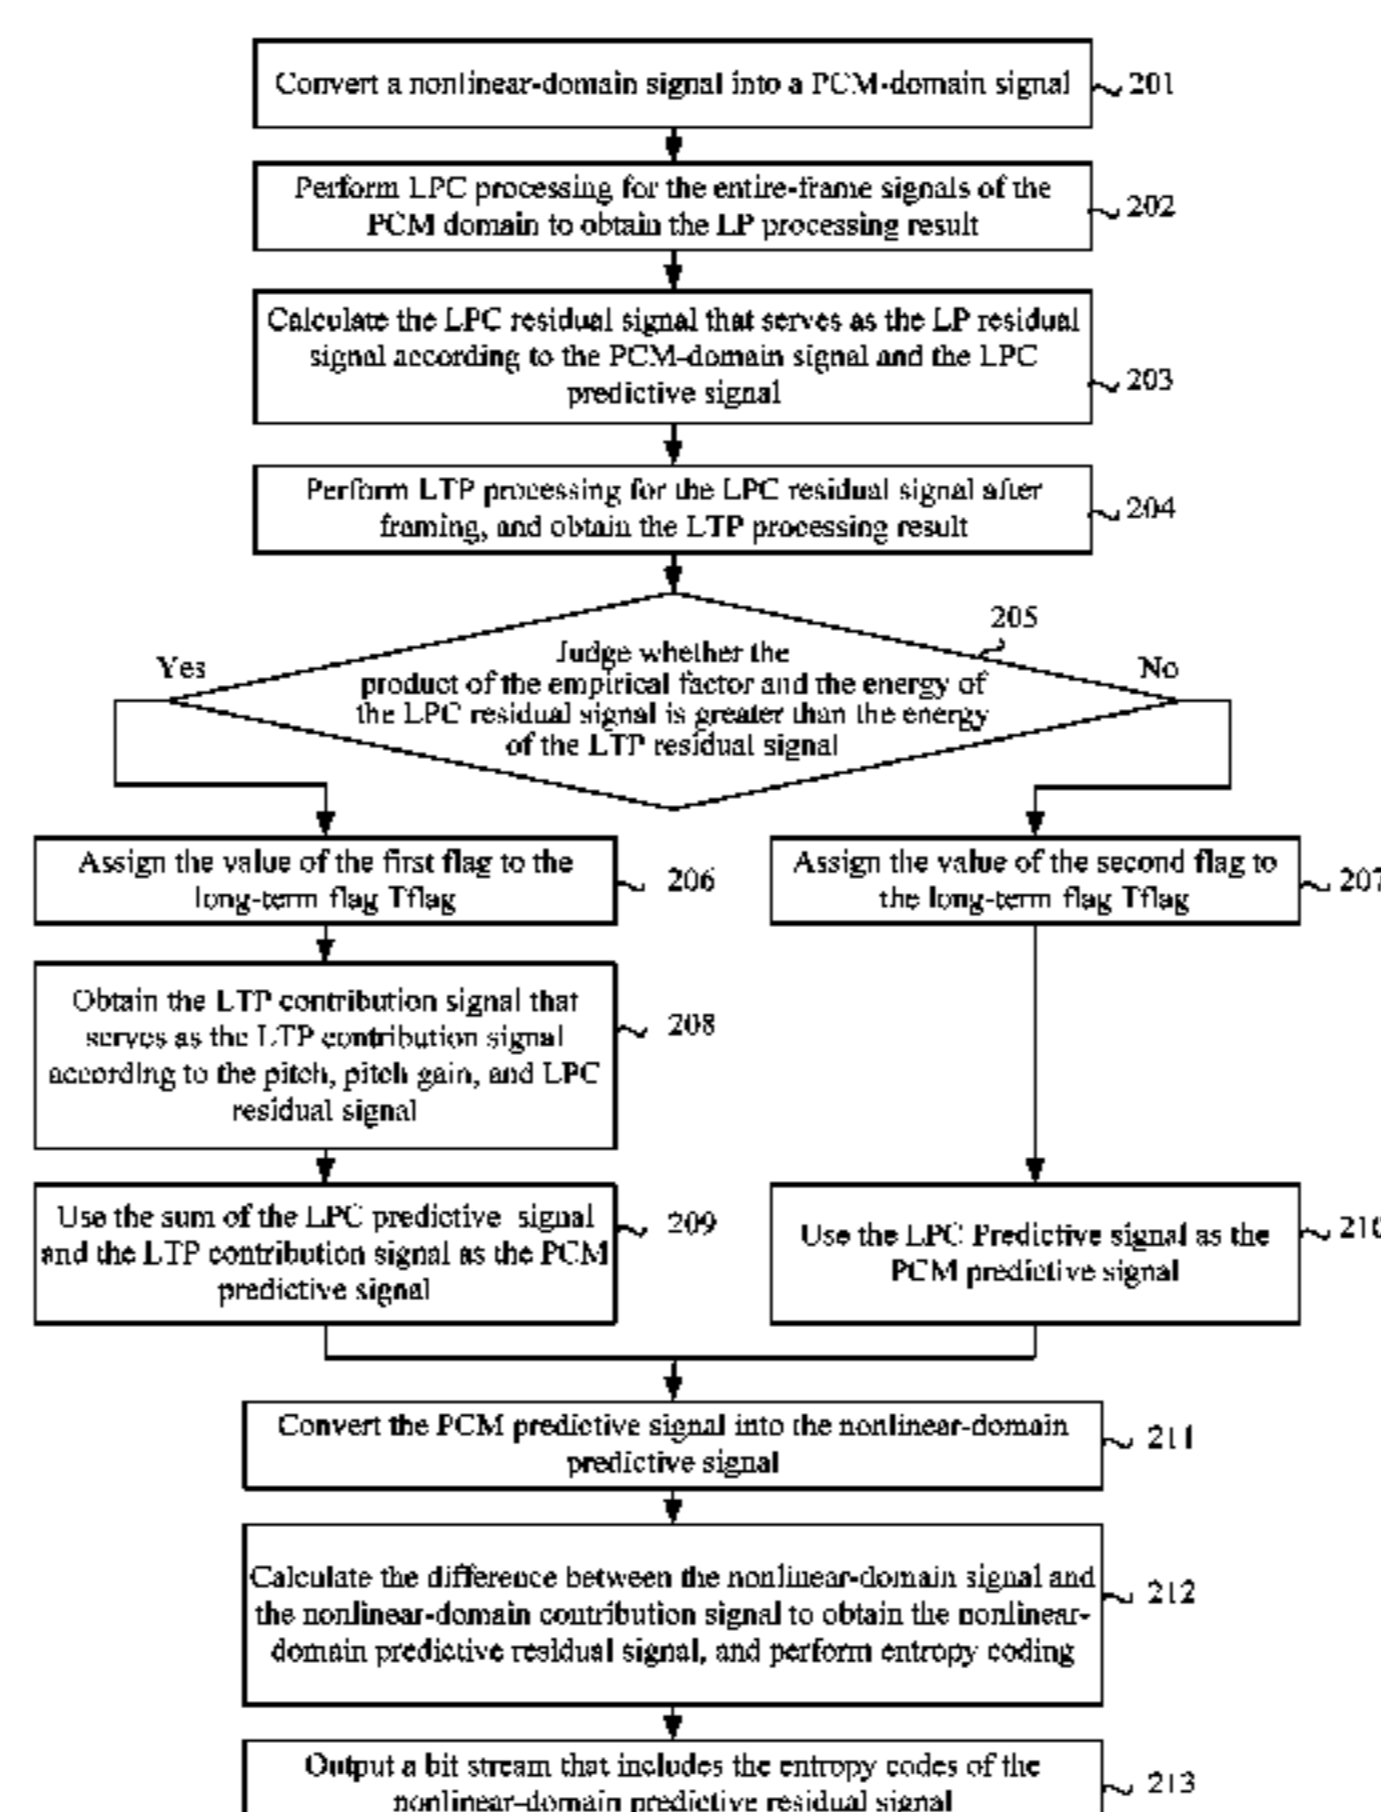 Convert a nonlinear-domain signal into a PCM-domain signal
201
Perform LPC processing for the entire-frame signals of the
PCM domain to obtain the LP processing result
202
Calculate the LPC residual signal that serves as the LP residual
signal according to the PCM-domain signal and the LPC
predictive signal
203
Perform LTP processing for the LPC residual signal after
framing, and obtain the LTP processing result
204
205
Judge whether the
product of the empirical factor and the energy of
the LPC residual signal is greater than the energy
of the LTP residual signal
Yes
No
Assign the value of the first flag to the
long-term flag Tflag
206
Assign the value of the second flag to
the long-term flag Tflag
207
Obtain the LTP contribution signal that
serves as the LTP contribution signal
according to the pitch, pitch gain, and LPC
residual signal
208
Use the sum of the LPC predictive signal
and the LTP contribution signal as the PCM
predictive signal
209
Use the LPC Predictive signal as the
PCM predictive signal
210
Convert the PCM predictive signal into the nonlinear-domain
predictive signal
211
Calculate the difference between the nonlinear-domain signal and
the nonlinear-domain contribution signal to obtain the nonlinear-
domain predictive residual signal, and perform entropy coding
212
Output a bit stream that includes the entropy codes of the
nonlinear-domain predictive residual signal
213